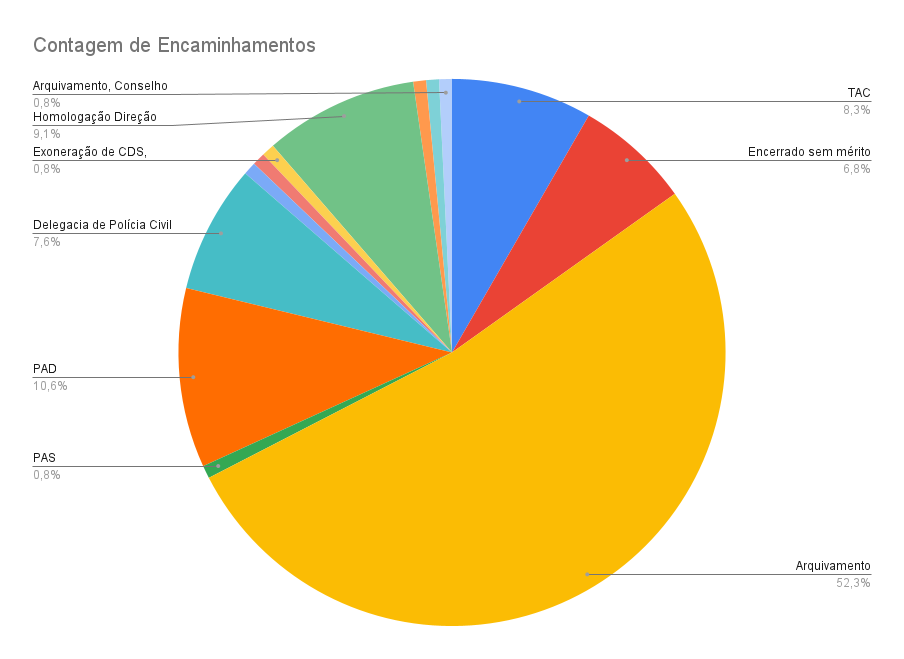 Contagem de Encaminhamentos
Arquivamento, Conselho
0,8%
Homologação Direção
9,1%
Exoneração de CDS,
0,8%
Delegacia de Polícia Civil
7,6%
PAD
10,6%
PAS
0,8%
TAC
8,3%
Encerrado sem mérito
6,8%
Arquivamento
52,3%